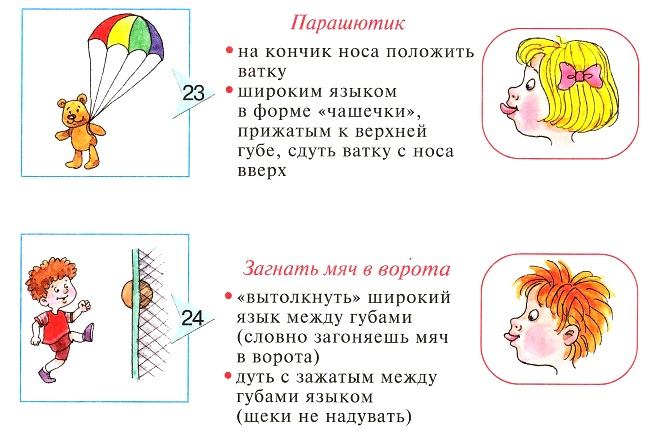 Парашютик
23
• на кончик носа положить
ватку
• широким языком
в форме «чашечки»,
прижатым к верхней
губе, сдуть ватку с носа
вверх
Загнать мяч в ворота
24
• «вытолкнуть» широкий
язык между губами
(словно загоняешь мяч
в ворота)
• дуть с зажатым между
губами языком
(щеки не надувать)